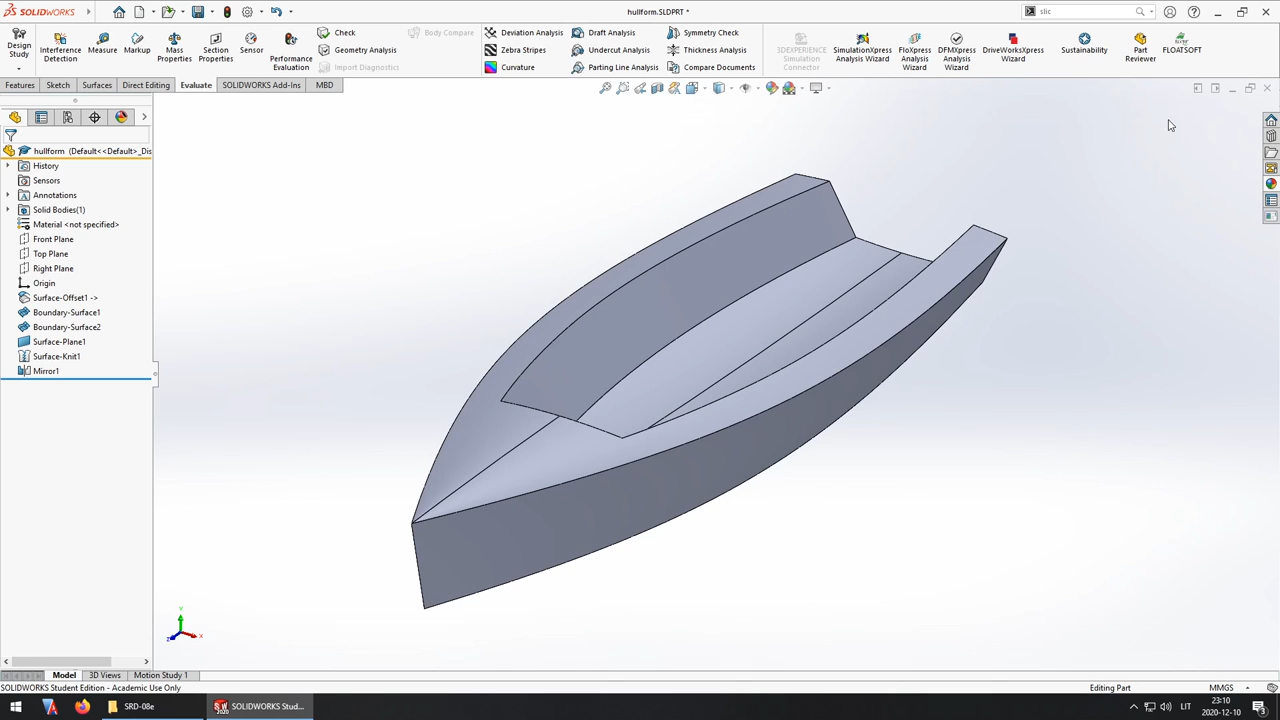 SOLIDWORKS
hullform.SLDPRT *
slic
Design Study
Interference Detection
Measure
Markup
Mass Properties
Section Properties
Sensor
Performance Evaluation
Check
Geometry Analysis
Import Diagnostics
Body Compare
Deviation Analysis
Zebra Stripes
Curvature
Draft Analysis
Undercut Analysis
Parting Line Analysis
Symmetry Check
Thickness Analysis
Compare Documents
3DEXPERIENCE Simulation Connector
SimulationXpress Analysis Wizard
FloXpress Analysis Wizard
DFMXpress Analysis Wizard
DriveWorksXpress Wizard
Sustainability
Part Reviewer
FLOATSOFT
Features Sketch Surfaces Direct Editing Evaluate SOLIDWORKS Add-Ins MBD
hullform (Default<<Default>_Dis
History
Sensors
Annotations
Solid Bodies(1)
Material <not specified>
Front Plane
Top Plane
Right Plane
Origin
Surface-Offset1 ->
Boundary-Surface1
Boundary-Surface2
Surface-Plane1
Surface-Knit1
Mirror1
Y
Z
X
Model 3D Views Motion Study 1
SOLIDWORKS Student Edition - Academic Use Only
Editing Part
MMGS
SRD-08e
SOLIDWORKS Stud...
LIT
23:10
2020-12-10